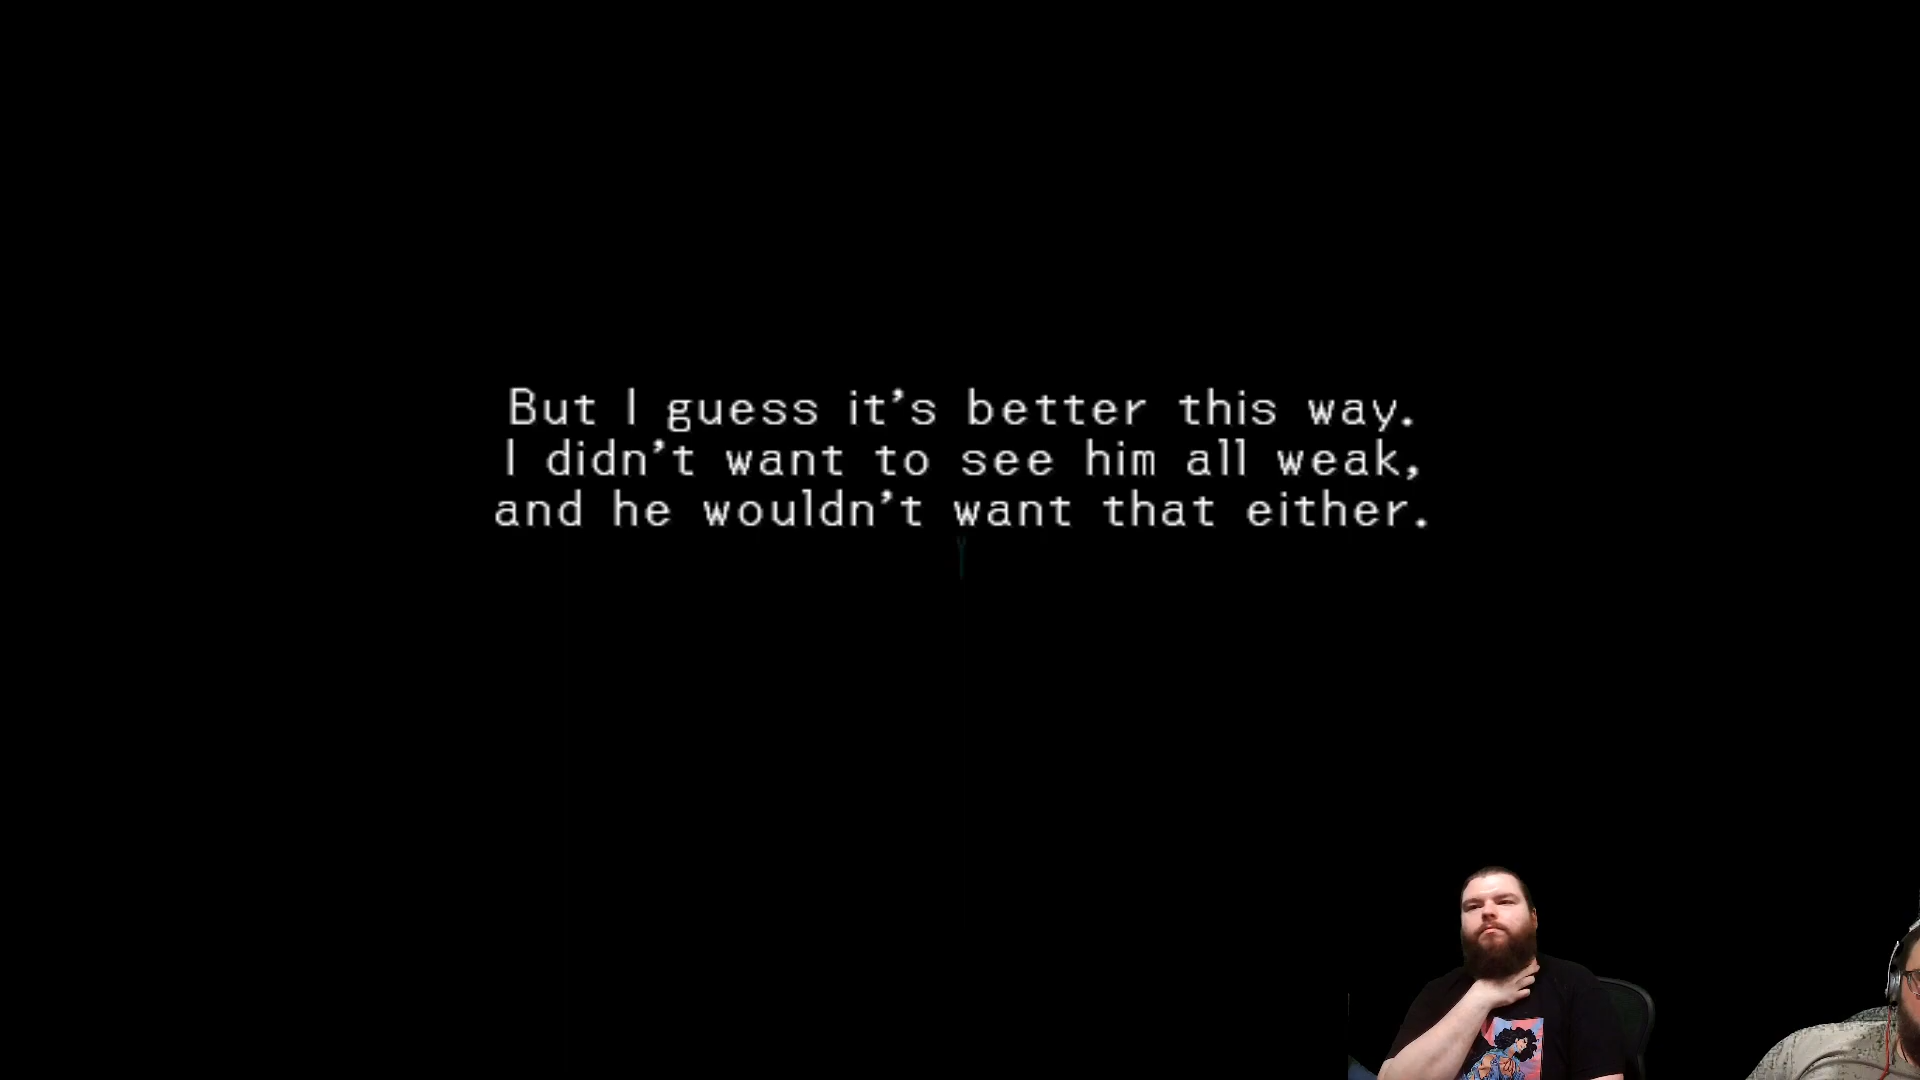 But I guess it’s better this way.
I didn’t want to see him all weak,
and he wouldn’t want that either.